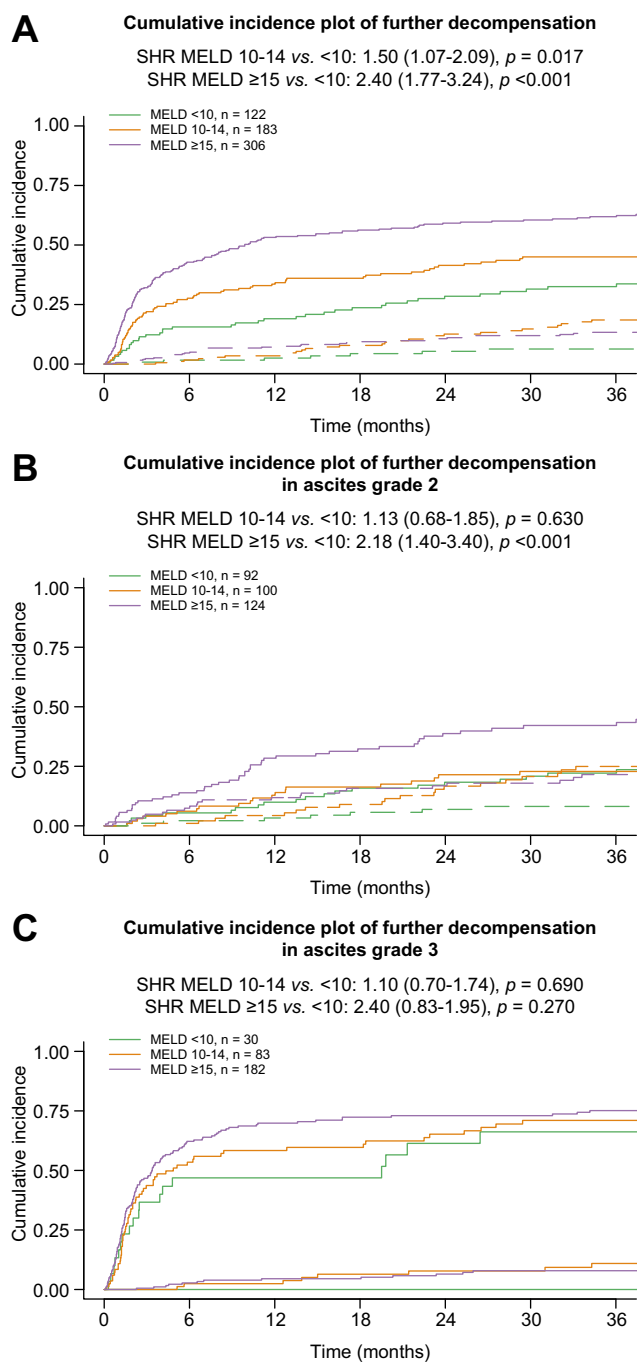 A
Cumulative incidence plot of further decompensation
SHR MELD 10-14 vs. <10: 1.50 (1.07-2.09), p = 0.017
SHR MELD ≥15 vs. <10: 2.40 (1.77-3.24), p <0.001
MELD <10, n = 122
MELD 10-14, n = 183
MELD ≥15, n = 306
Cumulative incidence
1.00
0.75
0.50
0.25
0.00
0 6 12 18 24 30 36
Time (months)
B
Cumulative incidence plot of further decompensation
in ascites grade 2
SHR MELD 10-14 vs. <10: 1.13 (0.68-1.85), p = 0.630
SHR MELD ≥15 vs. <10: 2.18 (1.40-3.40), p <0.001
MELD <10, n = 92
MELD 10-14, n = 100
MELD ≥15, n = 124
Cumulative incidence
1.00
0.75
0.50
0.25
0.00
0 6 12 18 24 30 36
Time (months)
C
Cumulative incidence plot of further decompensation
in ascites grade 3
SHR MELD 10-14 vs. <10: 1.10 (0.70-1.74), p = 0.690
SHR MELD ≥15 vs. <10: 2.40 (0.83-1.95), p = 0.270
MELD <10, n = 30
MELD 10-14, n = 83
MELD ≥15, n = 182
Cumulative incidence
1.00
0.75
0.50
0.25
0.00
0 6 12 18 24 30 36
Time (months)